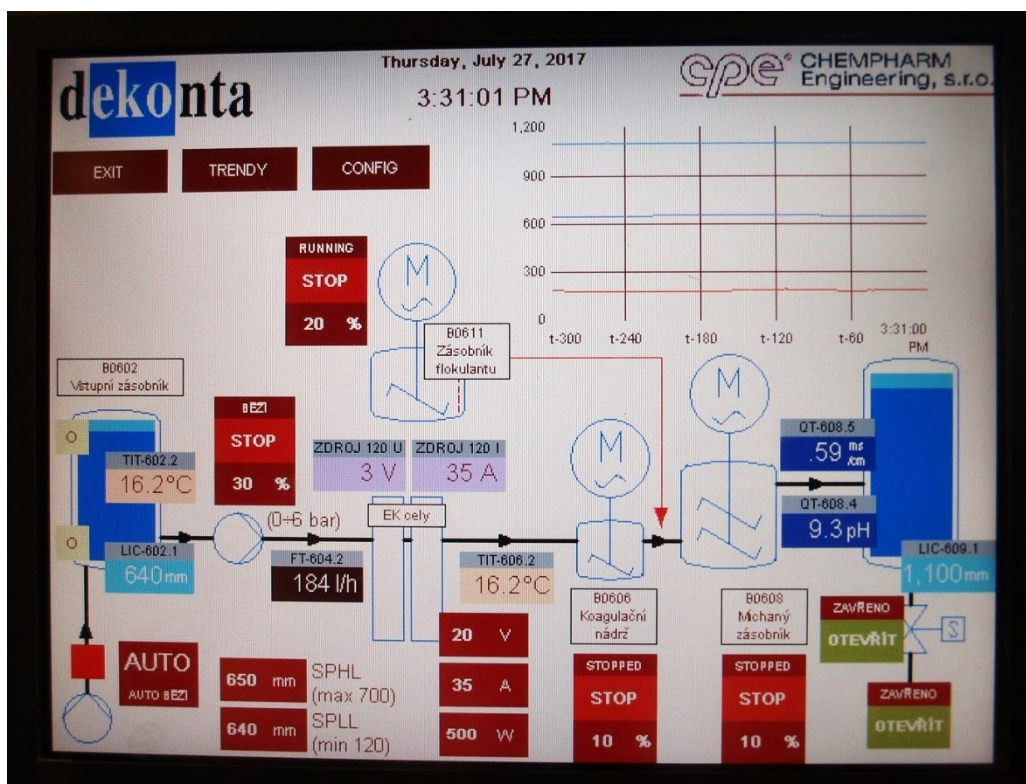 dekonta
Thursday, July 27, 2017
3:31:01 PM
cpe® CHEMPHARM
Engineering, s.r.o.
EXIT
TRENDY
CONFIG
1,200
900
600
300
0
t-300
t-240
t-180
t-120
t-60
3:31:00
PM
RUNNING
STOP
20 %
M
B0611
Zásobník
flokulantu
B0602
Vstupní zásobník
O
TIT-602.2
16.2°C
O
LIC-602.1
640 mm
BĚŽÍ
STOP
30 %
(0÷6 bar)
FT-604.2
184 l/h
ZDROJ 120 U
3 V
ZDROJ 120 I
35 A
EK cely
TIT-606.2
16.2°C
M
M
QT-608.5
.59 ms
/cm
QT-608.4
9.3 pH
LIC-609.1
1,100 mm
AUTO
AUTO BĚŽÍ
650 mm
SPHL
(max 700)
640 mm
SPLL
(min 120)
20 V
35 A
500 W
B0606
Koagulační
nádrž
STOPPED
STOP
10 %
B0608
Míchaný
zásobník
STOPPED
STOP
10 %
ZAVŘENO
OTEVŘÍT
S
ZAVŘENO
OTEVŘÍT